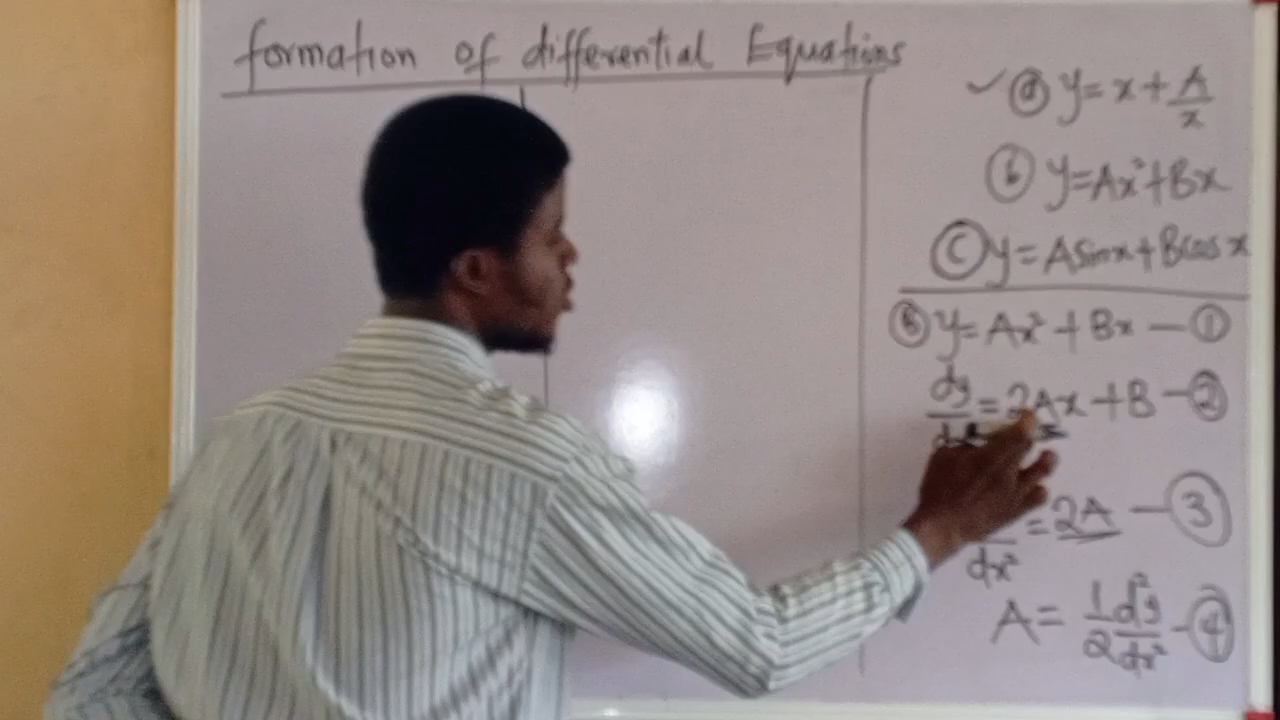 formation of differential Equations
✓ (a) y = x + A/x
(b) y = Ax² + Bx
(c) y = A sin x + B cos x
(b) y = Ax² + Bx — (1)
dy/dx = 2Ax + B — (2)
dx² = 2A — (3)
A = 1/2 d²y/dx² — (4)